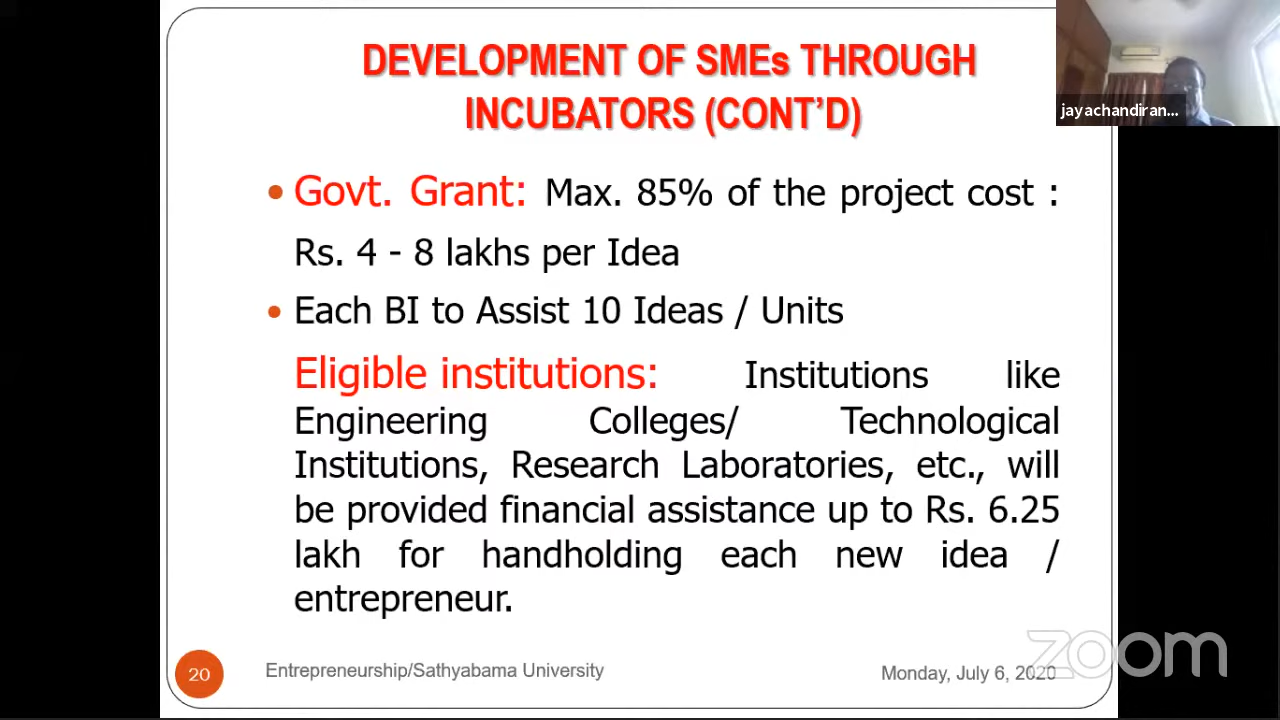 DEVELOPMENT OF SMEs THROUGH
INCUBATORS (CONT’D)
jayachandiran...
• Govt. Grant: Max. 85% of the project cost :
Rs. 4 - 8 lakhs per Idea
• Each BI to Assist 10 Ideas / Units
Eligible institutions: Institutions like
Engineering Colleges/ Technological
Institutions, Research Laboratories, etc., will
be provided financial assistance up to Rs. 6.25
lakh for handholding each new idea /
entrepreneur.
20
Entrepreneurship/Sathyabama University
Monday, July 6, 2020
zoom